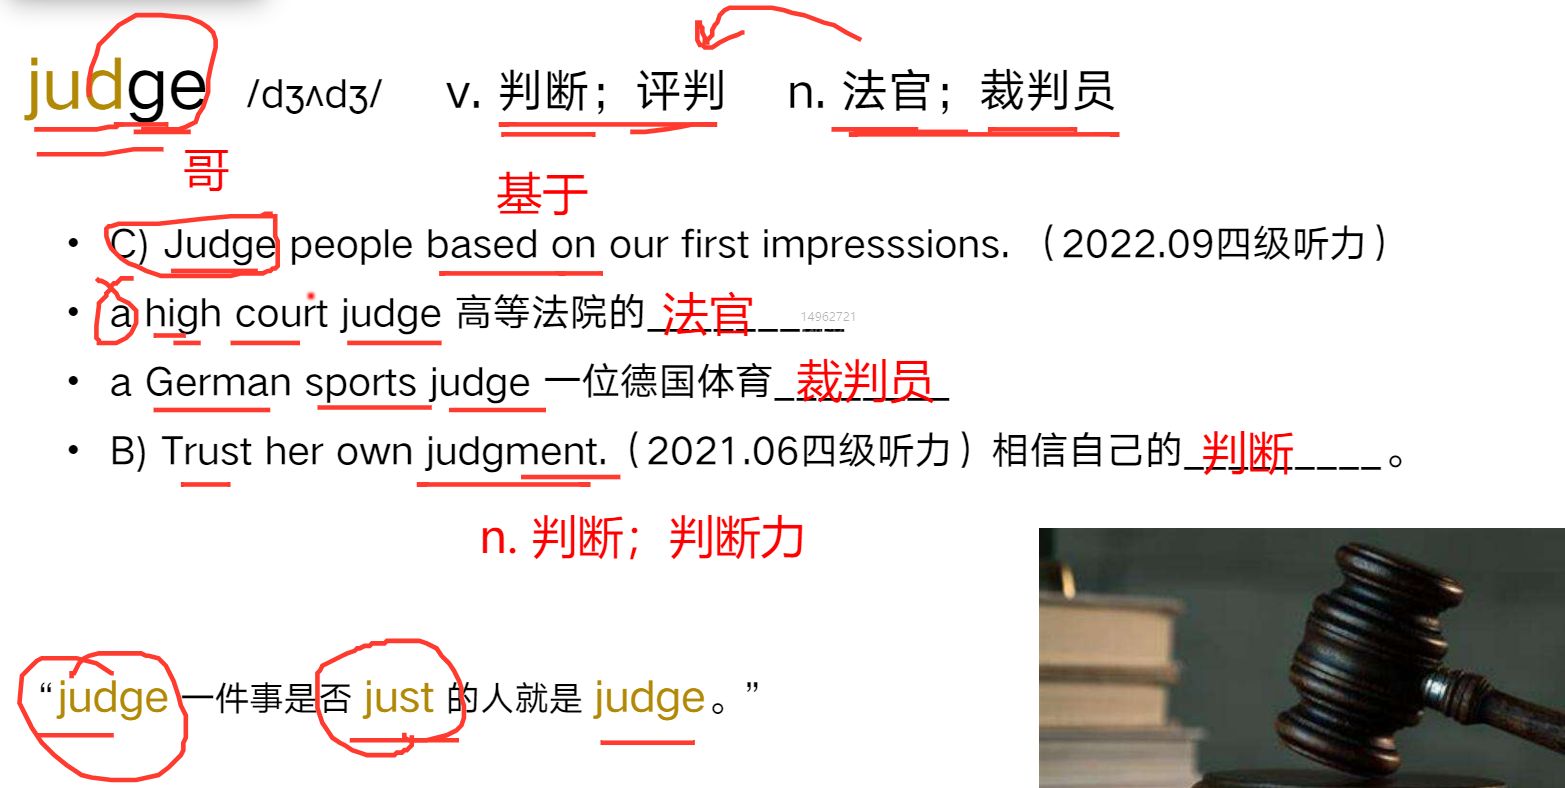 judge /dʒʌdʒ/ v. 判断；评判 n. 法官；裁判员
哥
基于
• C) Judge people based on our first impresssions. （2022.09四级听力）
• a high court judge 高等法院的_法官_____
14962721
• a German sports judge 一位德国体育_裁判员_
• B) Trust her own judgment.（2021.06四级听力）相信自己的_判断_____。
n. 判断；判断力
“judge 一件事是否 just 的人就是 judge。”